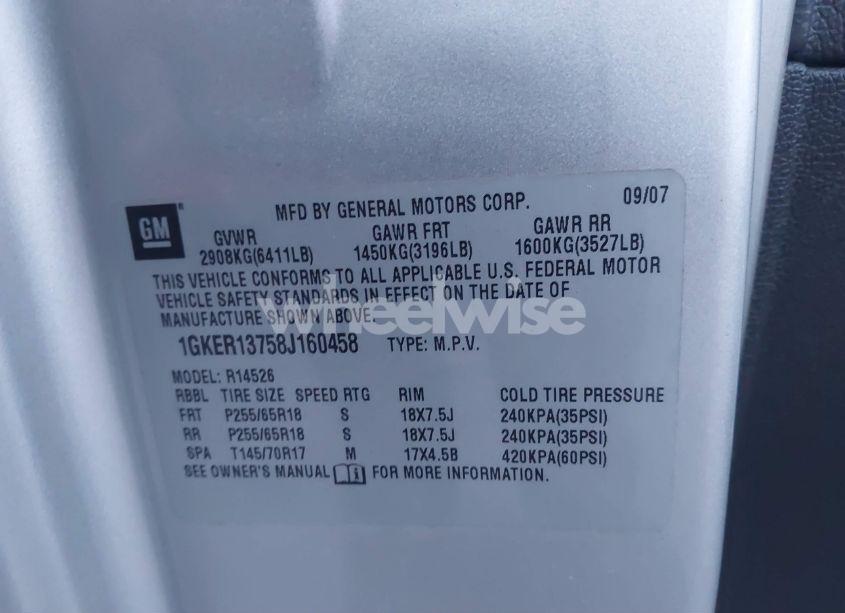 GM
MFD BY GENERAL MOTORS CORP. 09/07
GVWR GAWR FRT GAWR RR
2908KG(6411LB) 1450KG(3196LB) 1600KG(3527LB)
THIS VEHICLE CONFORMS TO ALL APPLICABLE U.S. FEDERAL MOTOR
VEHICLE SAFETY STANDARDS IN EFFECT ON THE DATE OF
MANUFACTURE SHOWN ABOVE.
wheelwise
1GKER13758J160458 TYPE: M.P.V.
MODEL: R14526
RBBL TIRE SIZE SPEED RTG RIM COLD TIRE PRESSURE
FRT P255/65R18 S 18X7.5J 240KPA(35PSI)
RR P255/65R18 S 18X7.5J 240KPA(35PSI)
SPA T145/70R17 M 17X4.5B 420KPA(60PSI)
SEE OWNER'S MANUAL FOR MORE INFORMATION.